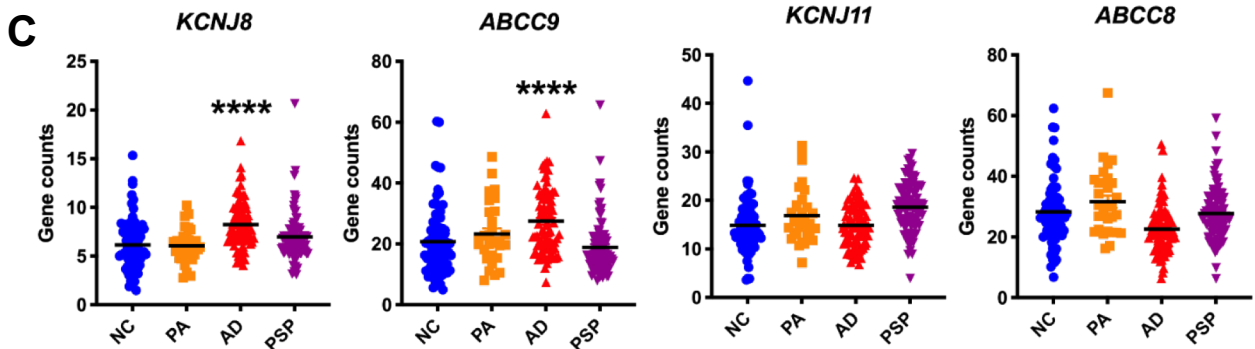 C
KCNJ8
Gene counts
25
20
15
10
5
0
****
NC
PA
AD
PSP
ABCC9
Gene counts
80
60
40
20
0
****
NC
PA
AD
PSP
KCNJ11
Gene counts
50
40
30
20
10
0
NC
PA
AD
PSP
ABCC8
Gene counts
80
60
40
20
0
NC
PA
AD
PSP